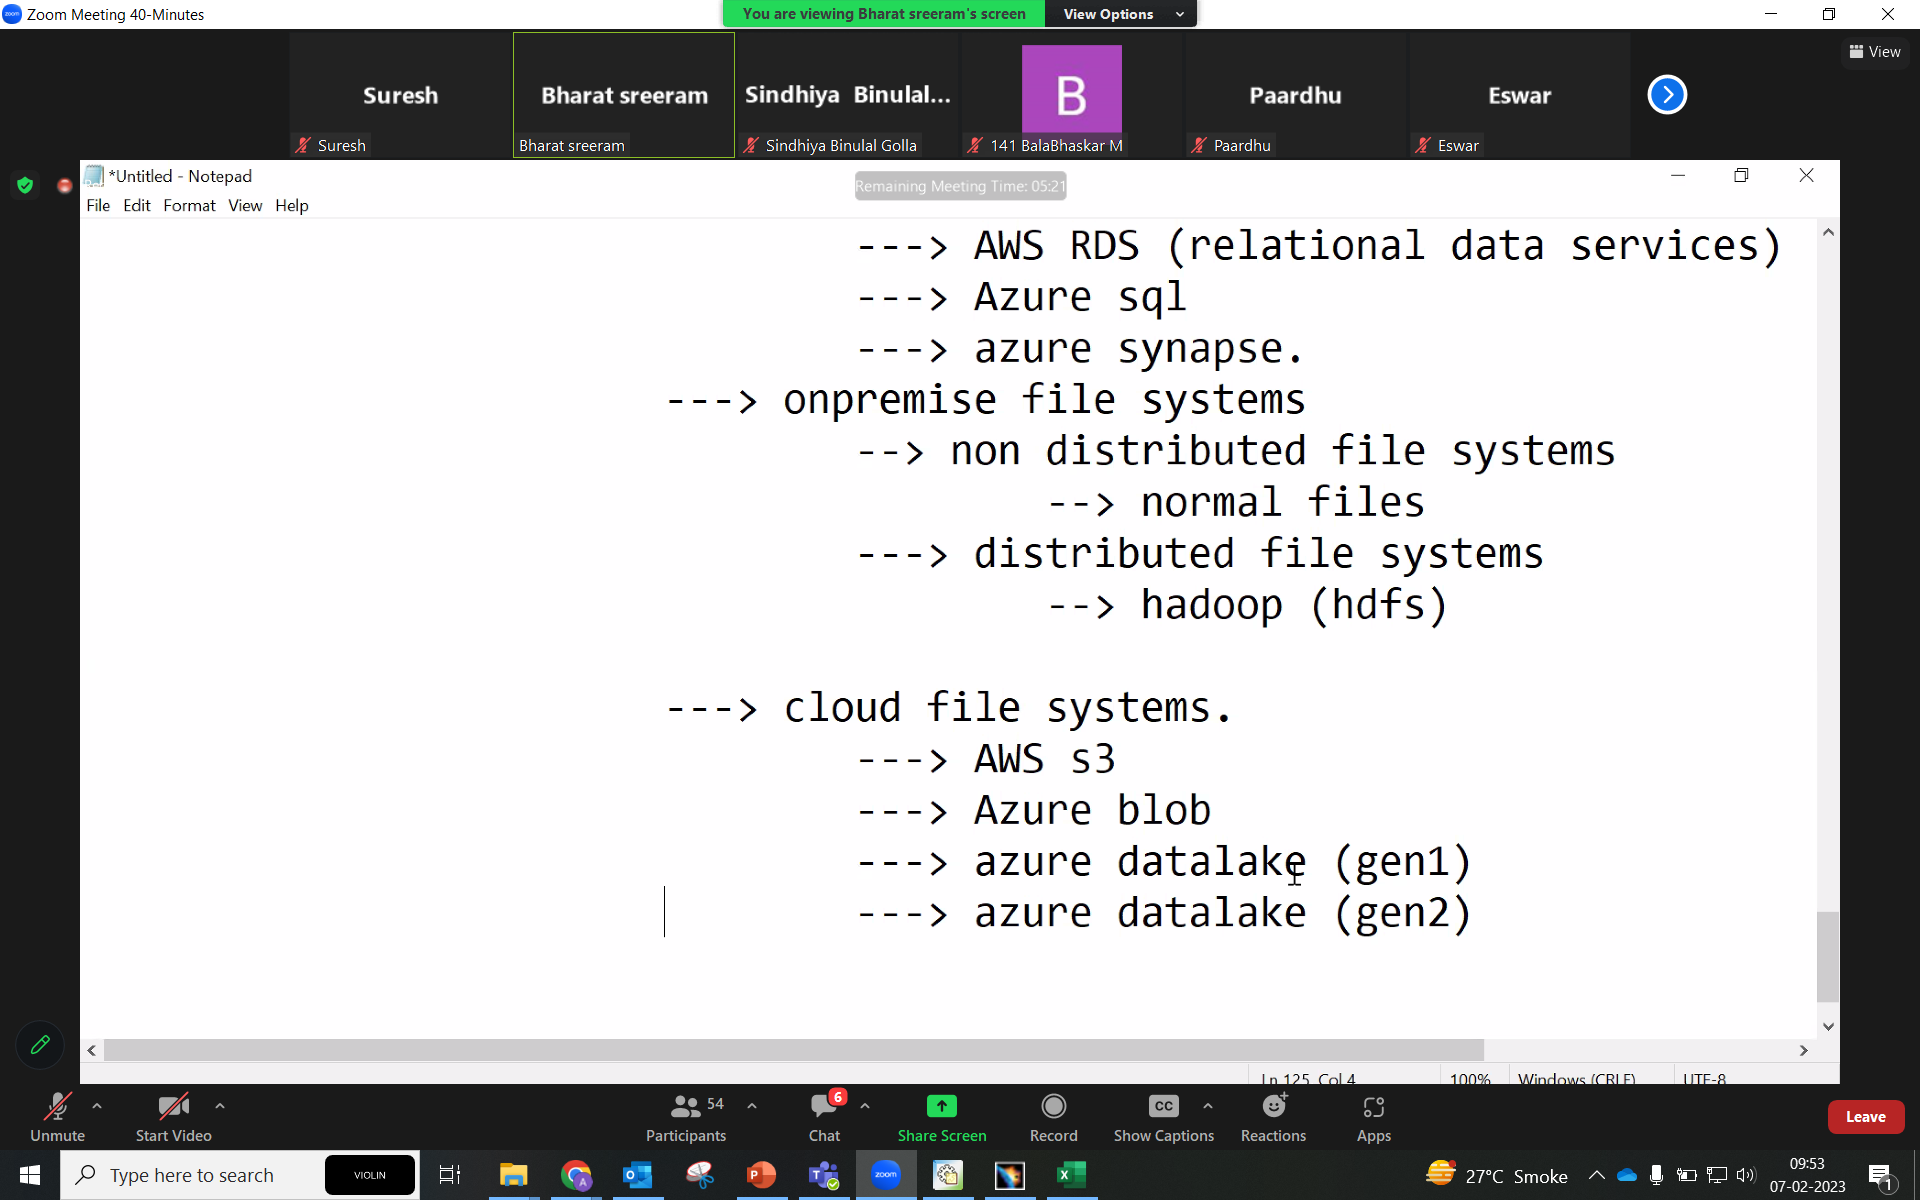 Zoom Meeting 40-Minutes
You are viewing Bharat sreeram's screen View Options
View
Suresh Bharat sreeram Sindhiya Binulal... B Paardhu Eswar
Suresh Bharat sreeram Sindhiya Binulal Golla 141 BalaBhaskar M Paardhu Eswar
*Untitled - Notepad
Remaining Meeting Time: 05:21
File Edit Format View Help
---> AWS RDS (relational data services)
---> Azure sql
---> azure synapse.
---> onpremise file systems
--> non distributed file systems
--> normal files
---> distributed file systems
--> hadoop (hdfs)
---> cloud file systems.
---> AWS s3
---> Azure blob
---> azure datalake (gen1)
---> azure datalake (gen2)
Ln 125, Col 4 100% Windows (CRLF) UTF-8
54 6 CC
Unmute Start Video Participants Chat Share Screen Record Show Captions Reactions Apps Leave
Type here to search VIOLIN zoom 27°C Smoke 09:53
07-02-2023 1